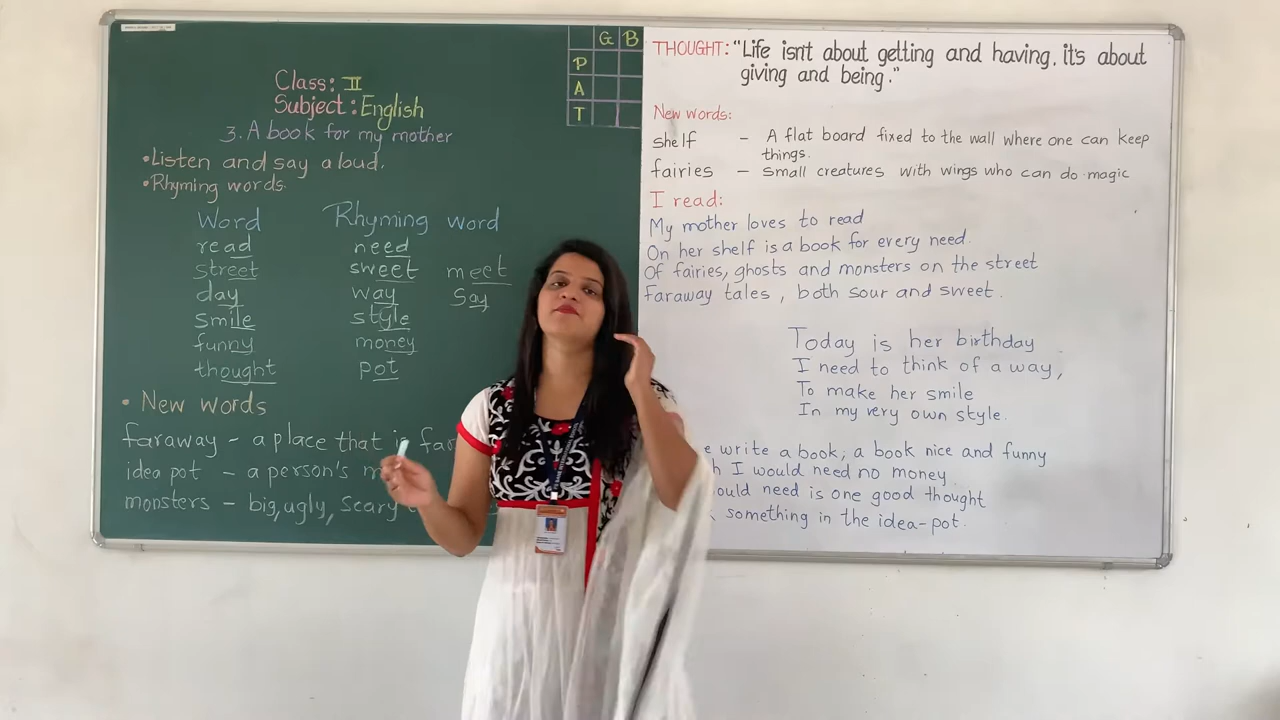 Class: II
Subject: English
3. A book for my mother
• Listen and say aloud.
• Rhyming words.
Word Rhyming word
read need
street sweet meet
day way say
smile style
funny money
thought pot
• New words
faraway - a place that is far
idea pot - a person's
monsters - big, ugly, scary
G B
P
A
T
THOUGHT: "Life isn't about getting and having, it's about
giving and being."
New words:
shelf - A flat board fixed to the wall where one can keep
things.
fairies - Small creatures with wings who can do magic
I read:
My mother loves to read
On her shelf is a book for every need.
Of fairies, ghosts and monsters on the street
Faraway tales, both sour and sweet.
Today is her birthday
I need to think of a way,
To make her smile
In my very own style.
write a book, a book nice and funny
I would need no money
need is one good thought
something in the idea-pot.